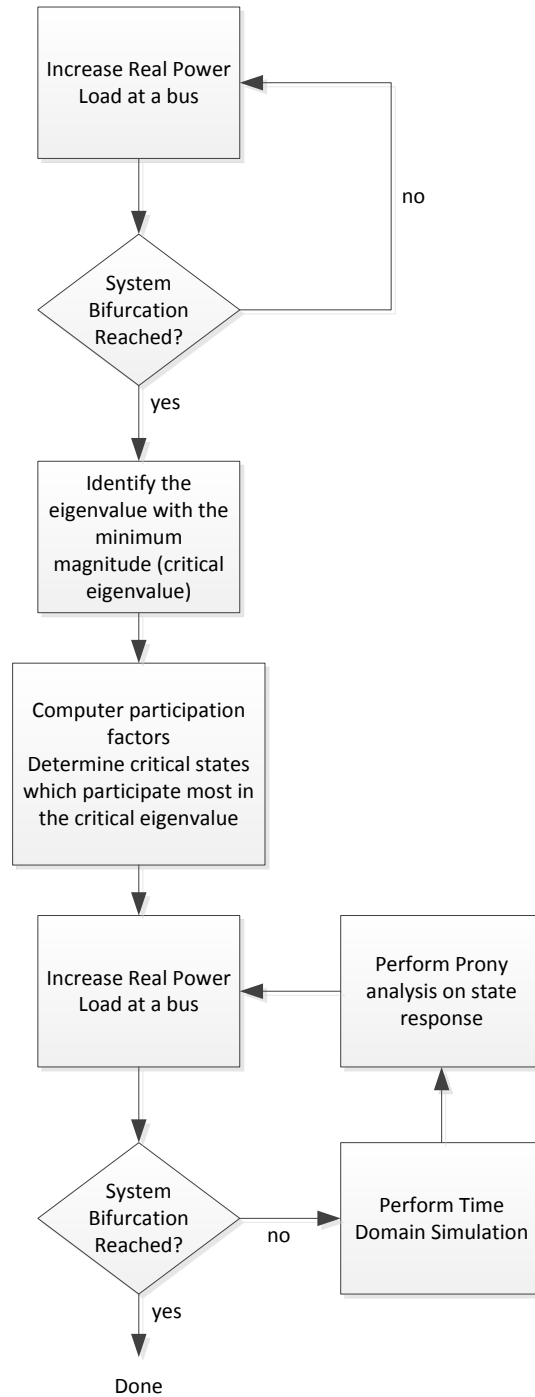 Increase Real Power
Load at a bus
no
System
Bifurcation
Reached?
yes
Identify the
eigenvalue with the
minimum
magnitude (critical
eigenvalue)
Computer participation
factors
Determine critical states
which participate most in
the critical eigenvalue
Increase Real Power
Load at a bus
Perform Prony
analysis on state
response
System
Bifurcation
Reached?
no
Perform Time
Domain Simulation
yes
Done